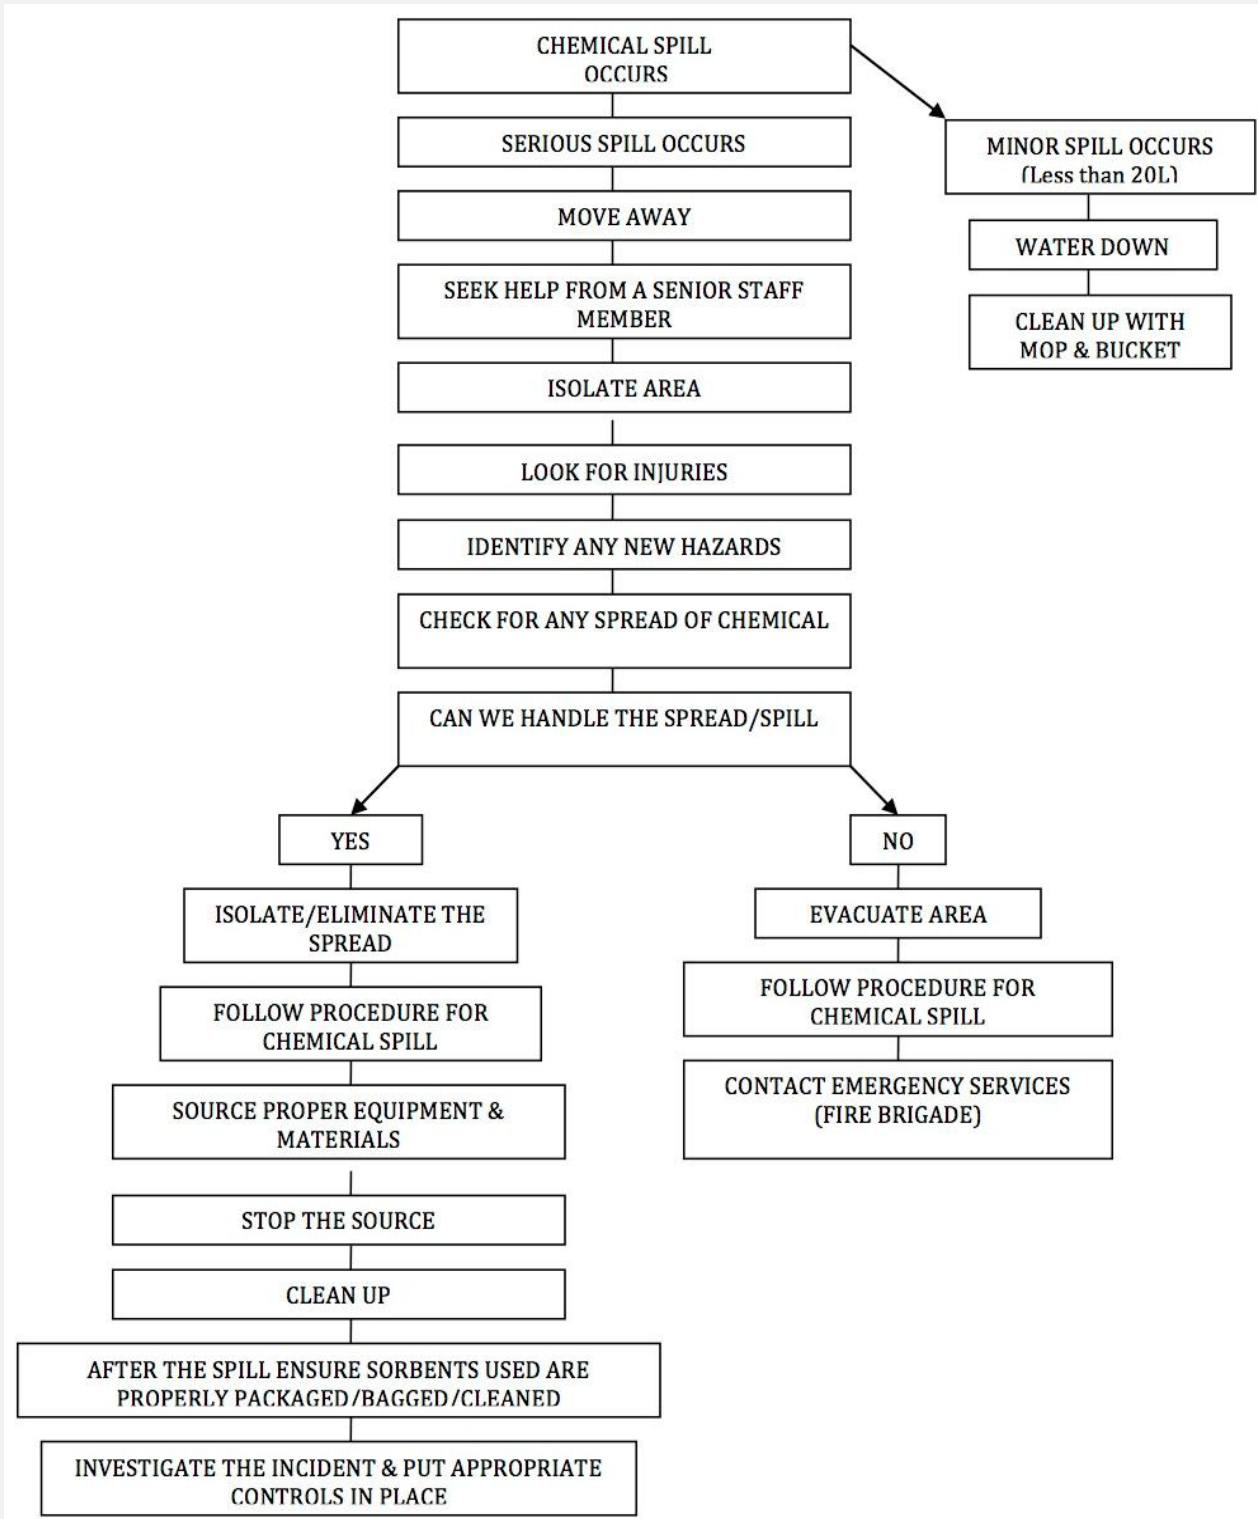 CHEMICAL SPILL
OCCURS
SERIOUS SPILL OCCURS
MINOR SPILL OCCURS
(Less than 20L)
MOVE AWAY
WATER DOWN
SEEK HELP FROM A SENIOR STAFF
MEMBER
CLEAN UP WITH
MOP & BUCKET
ISOLATE AREA
LOOK FOR INJURIES
IDENTIFY ANY NEW HAZARDS
CHECK FOR ANY SPREAD OF CHEMICAL
CAN WE HANDLE THE SPREAD/SPILL
YES
NO
ISOLATE/ELIMINATE THE
SPREAD
EVACUATE AREA
FOLLOW PROCEDURE FOR
CHEMICAL SPILL
FOLLOW PROCEDURE FOR
CHEMICAL SPILL
SOURCE PROPER EQUIPMENT &
MATERIALS
CONTACT EMERGENCY SERVICES
(FIRE BRIGADE)
STOP THE SOURCE
CLEAN UP
AFTER THE SPILL ENSURE SORBENTS USED ARE
PROPERLY PACKAGED/BAGGED/CLEANED
INVESTIGATE THE INCIDENT & PUT APPROPRIATE
CONTROLS IN PLACE